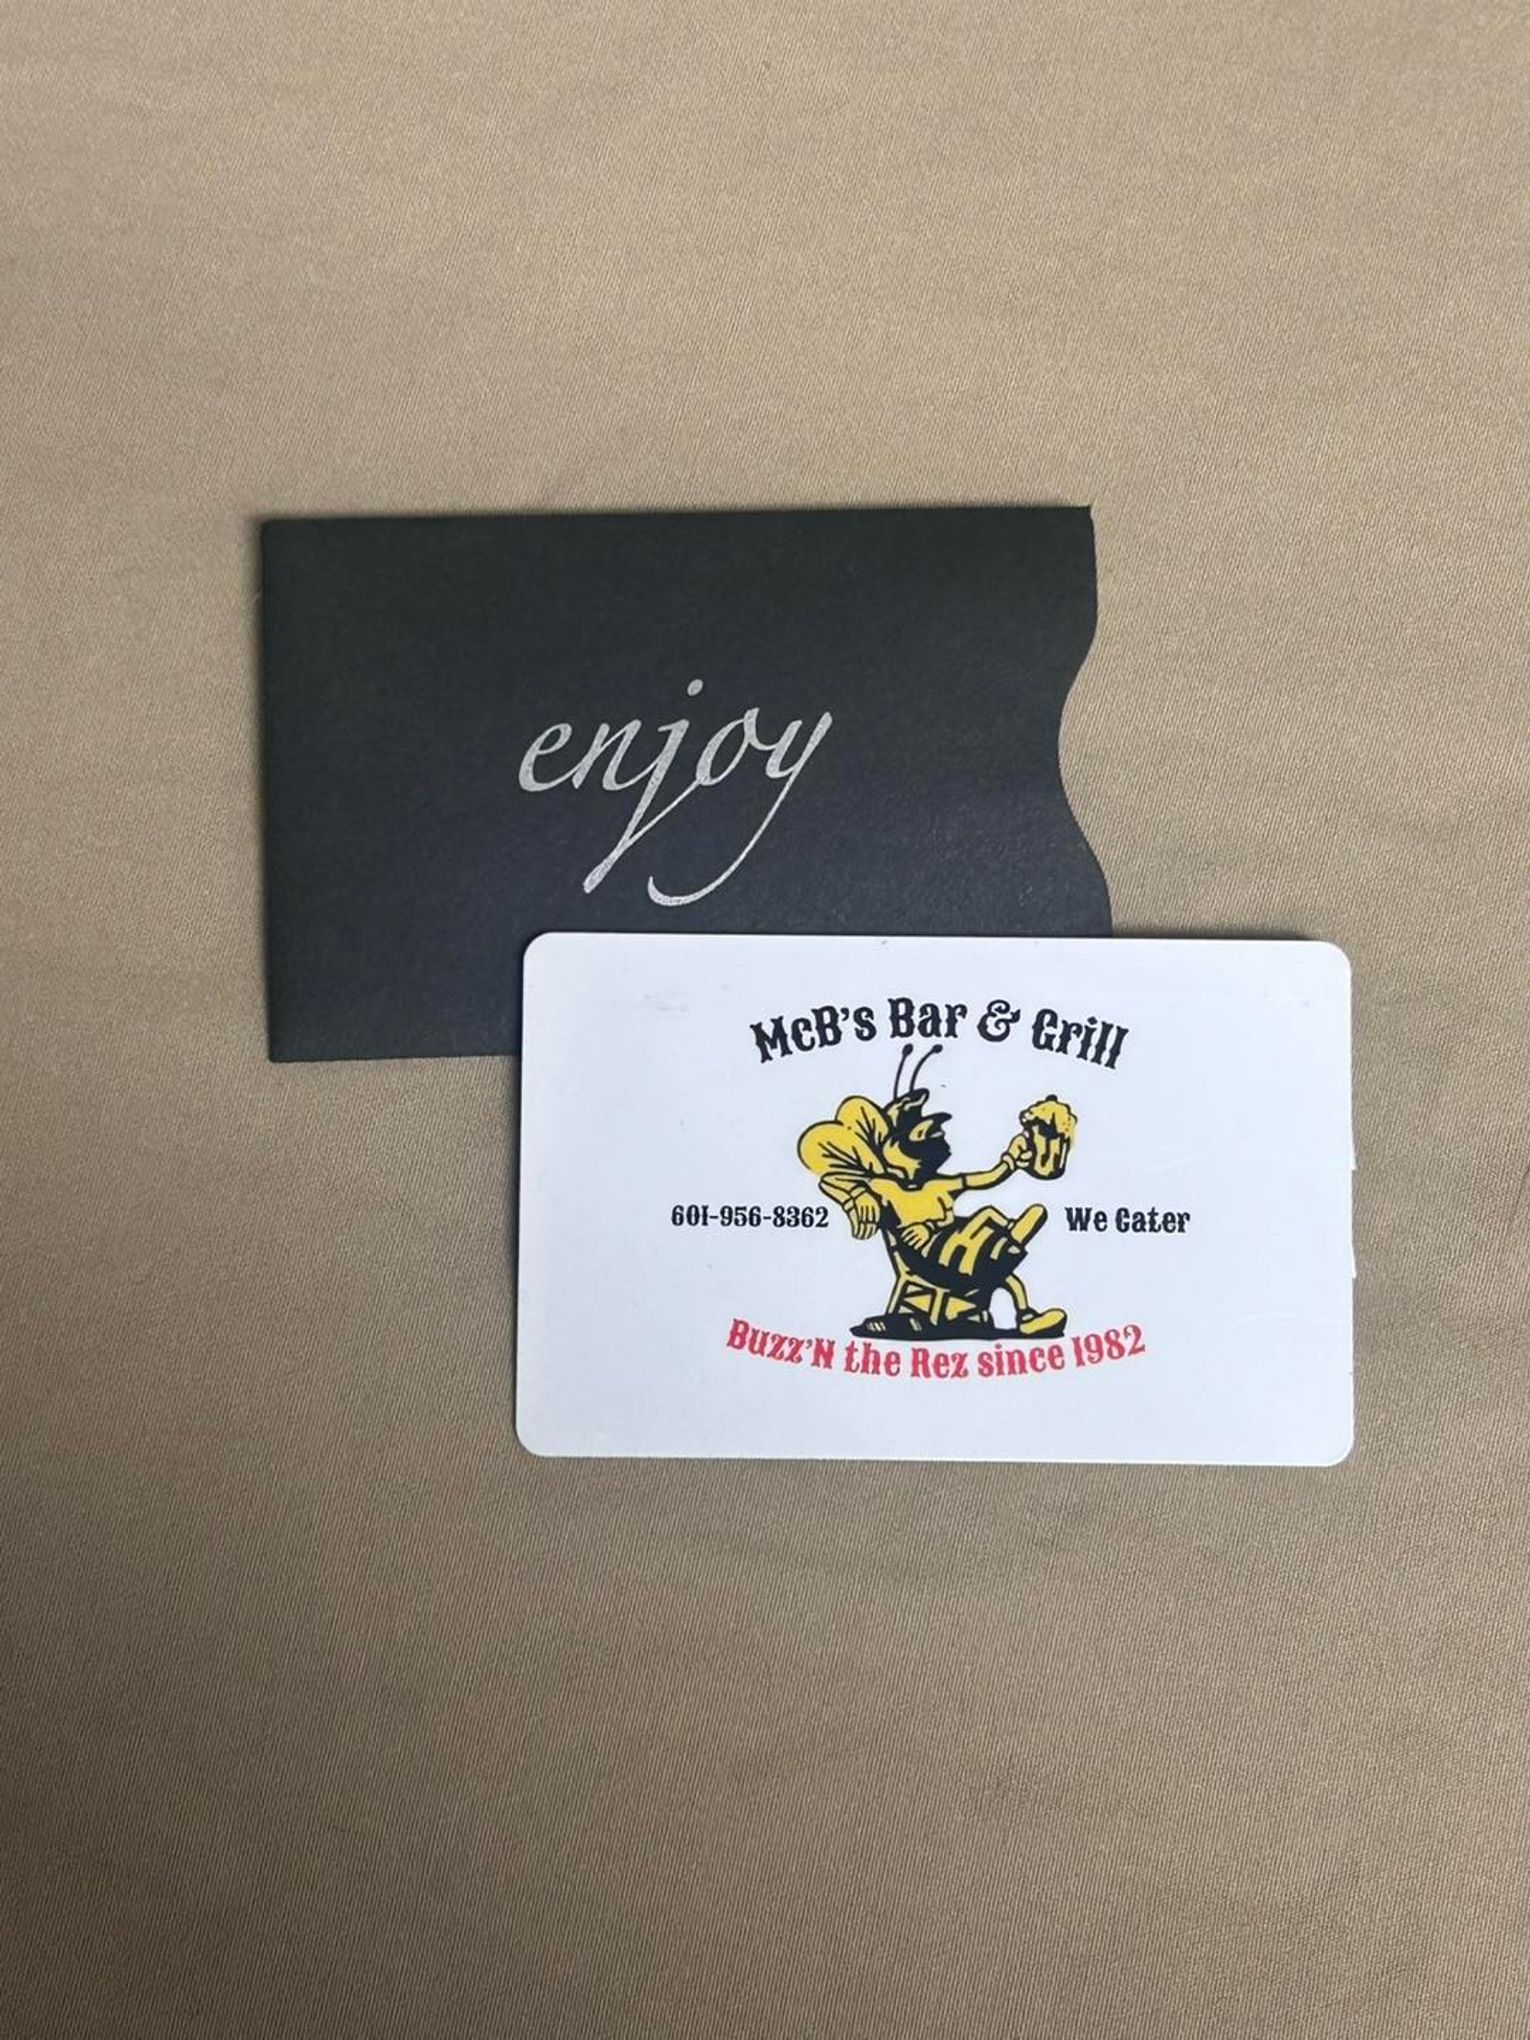 enjoy
McB's Bar & Grill
601-956-8362
We Cater
Buzz'N the Rez since 1982